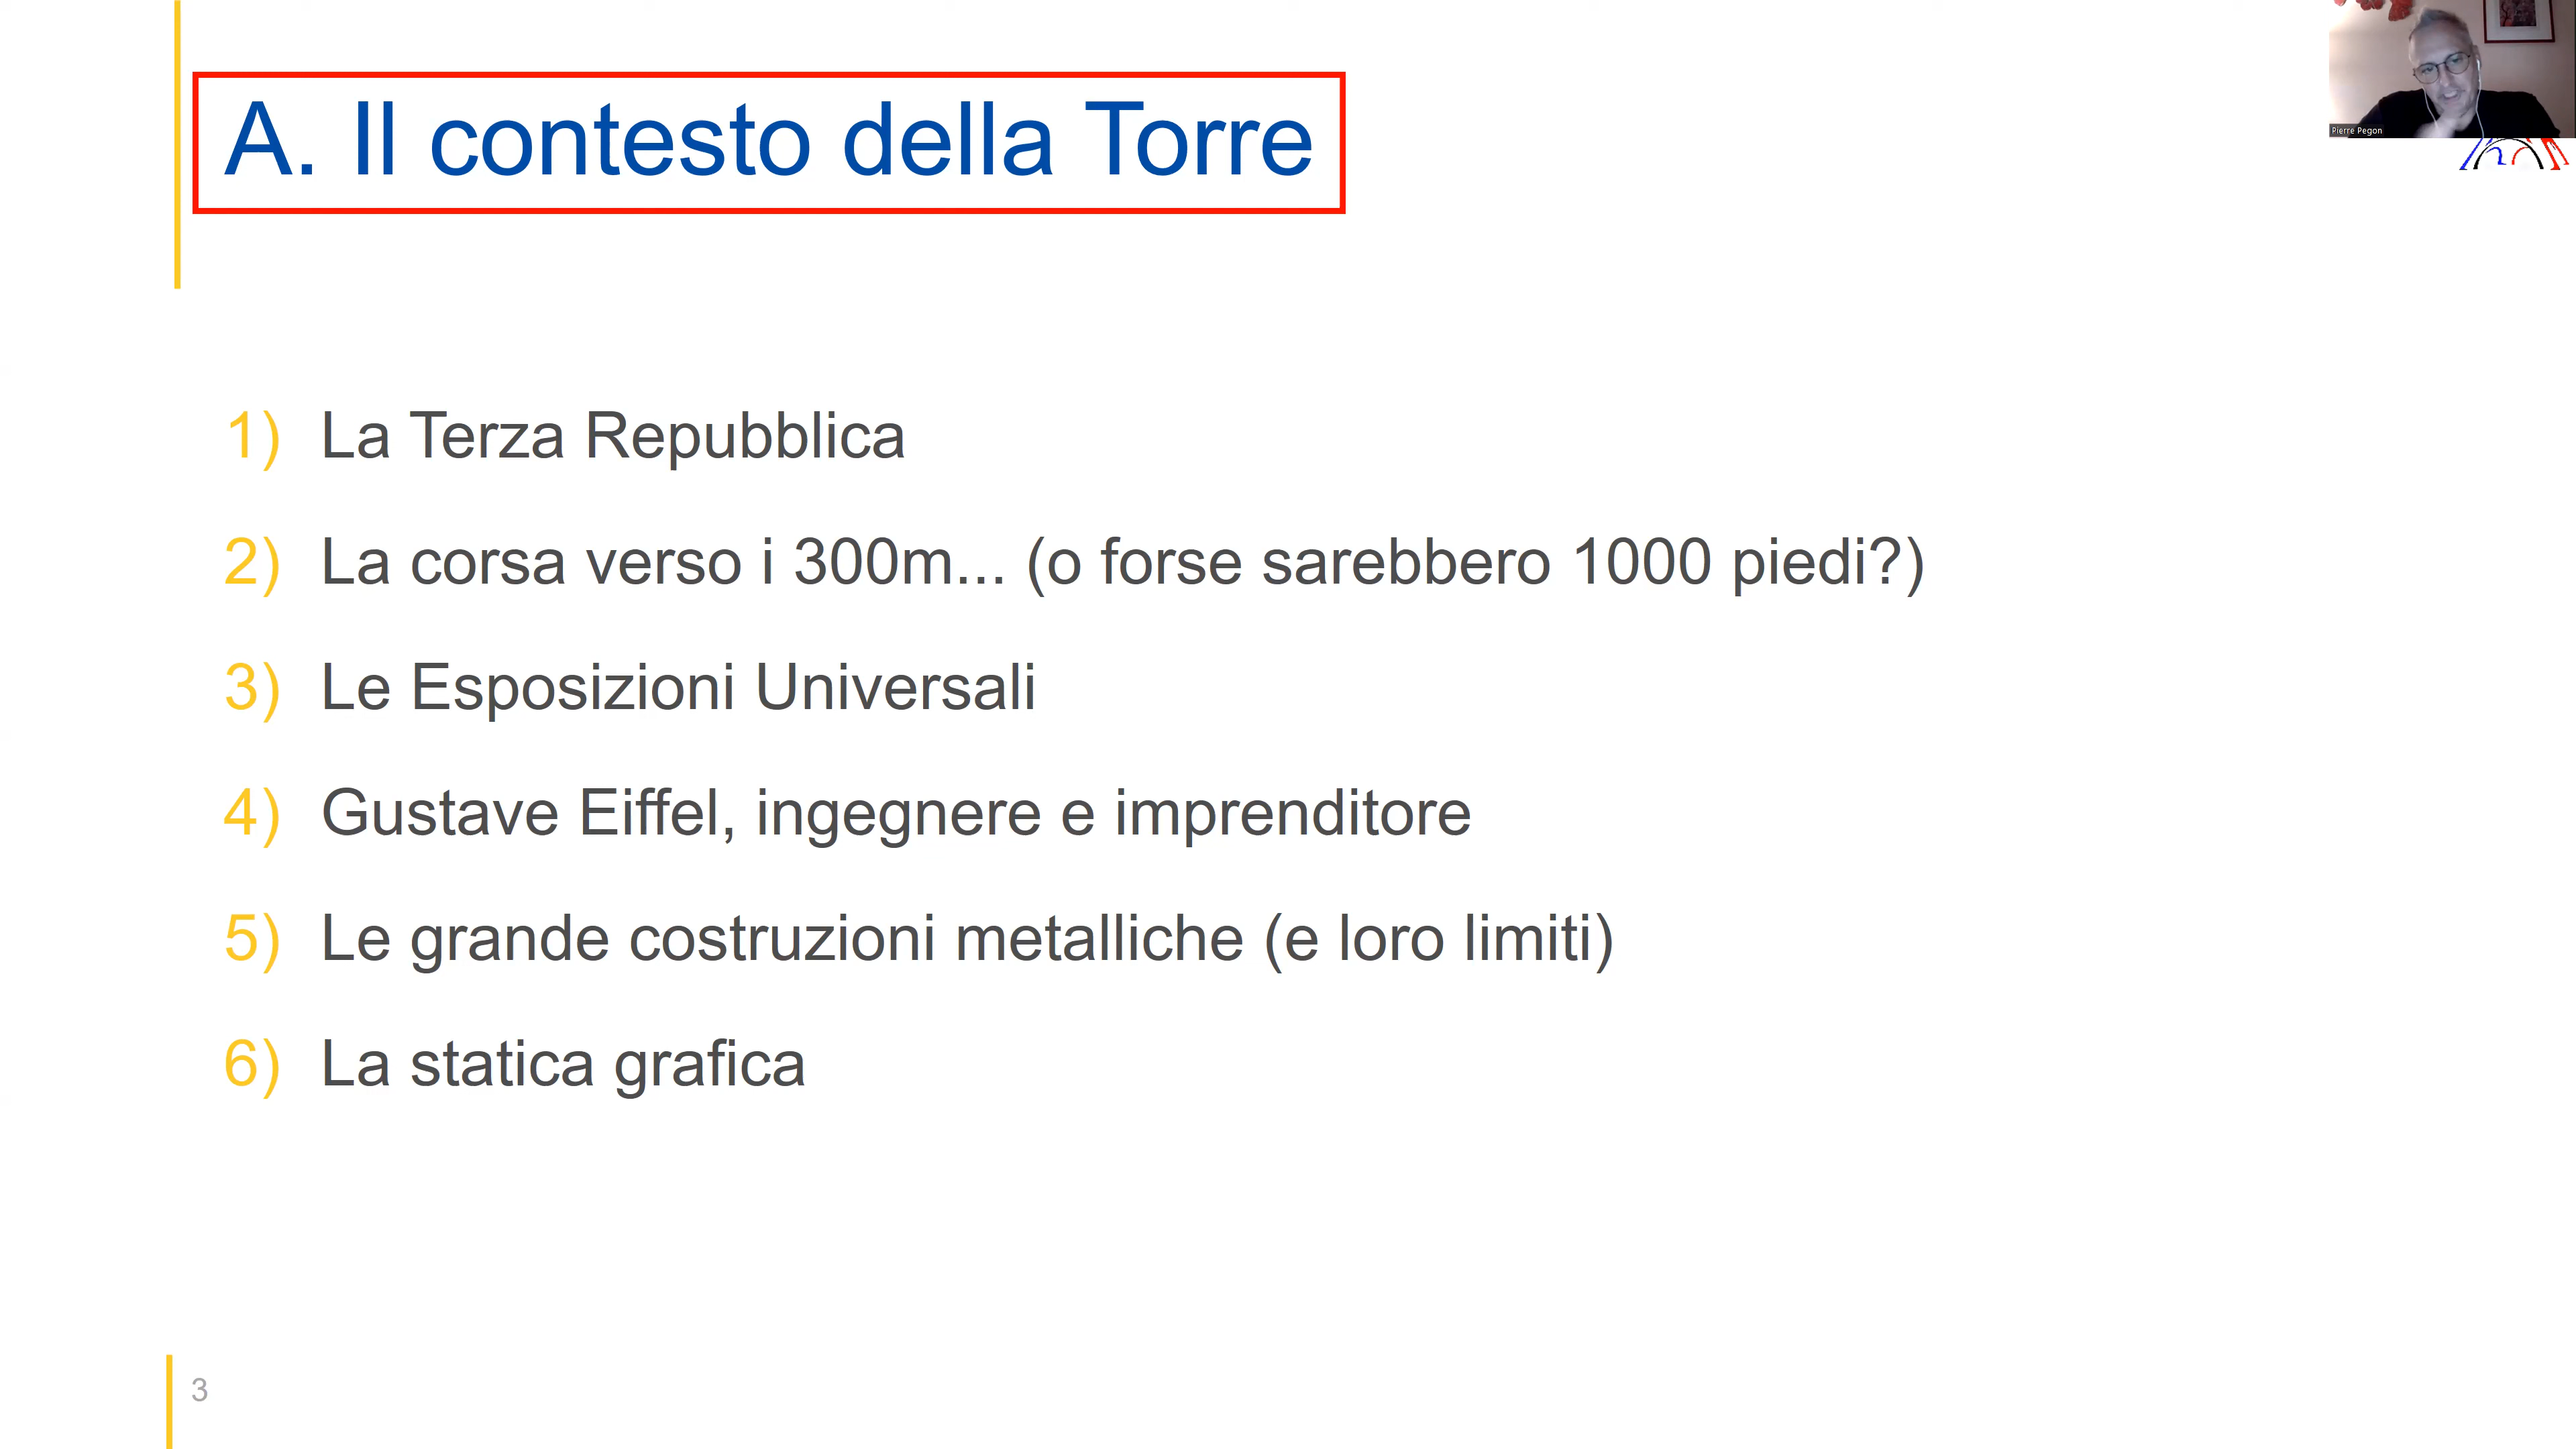 A. Il contesto della Torre
Pierre Pegon
1) La Terza Repubblica
2) La corsa verso i 300m... (o forse sarebbero 1000 piedi?)
3) Le Esposizioni Universali
4) Gustave Eiffel, ingegnere e imprenditore
5) Le grande costruzioni metalliche (e loro limiti)
6) La statica grafica
3